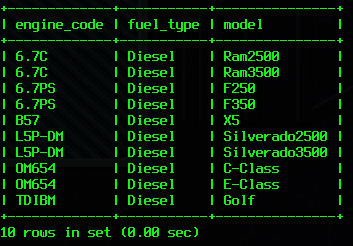 +-------------+-----------+---------------+
| engine_code | fuel_type | model         |
+-------------+-----------+---------------+
| 6.7C        | Diesel    | Ram2500       |
| 6.7C        | Diesel    | Ram3500       |
| 6.7PS       | Diesel    | F250          |
| 6.7PS       | Diesel    | F350          |
| B57         | Diesel    | X5            |
| L5P-DM      | Diesel    | Silverado2500 |
| L5P-DM      | Diesel    | Silverado3500 |
| OM654       | Diesel    | C-Class       |
| OM654       | Diesel    | E-Class       |
| TDIBM       | Diesel    | Golf          |
+-------------+-----------+---------------+
10 rows in set (0.00 sec)